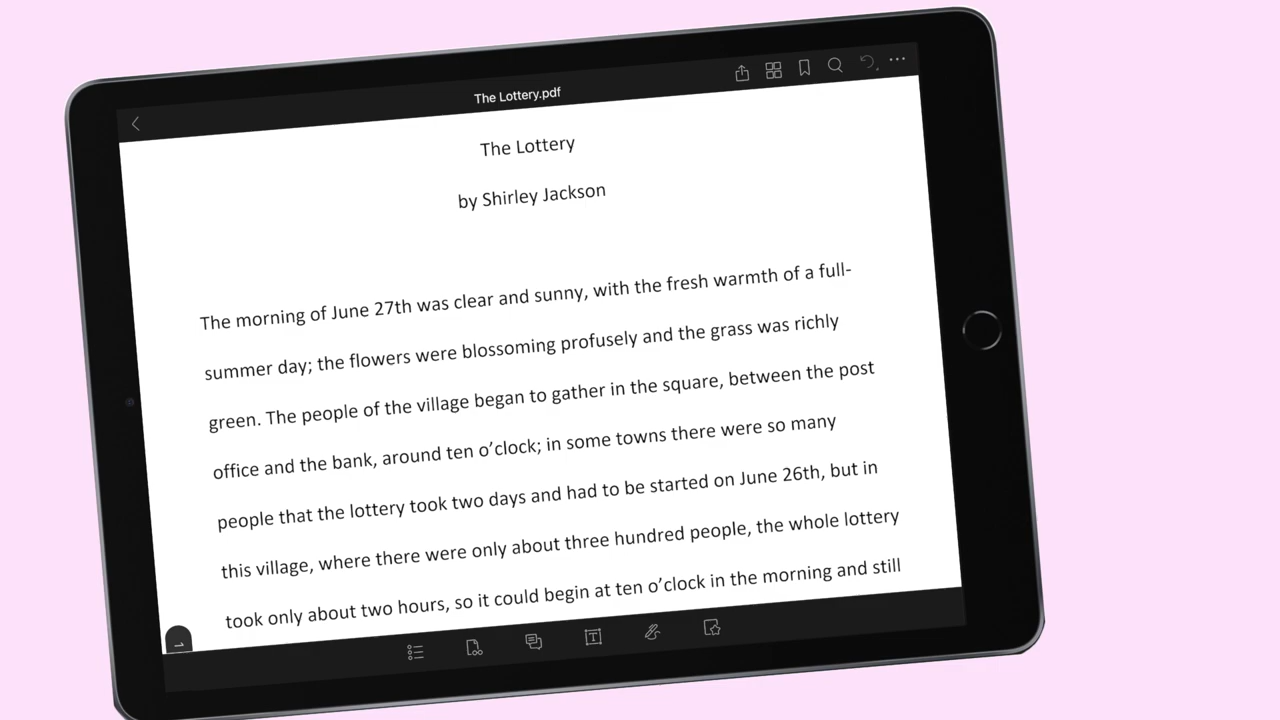 The Lottery.pdf
The Lottery
by Shirley Jackson
The morning of June 27th was clear and sunny, with the fresh warmth of a full-
summer day; the flowers were blossoming profusely and the grass was richly
green. The people of the village began to gather in the square, between the post
office and the bank, around ten o’clock; in some towns there were so many
people that the lottery took two days and had to be started on June 26th, but in
this village, where there were only about three hundred people, the whole lottery
took only about two hours, so it could begin at ten o’clock in the morning and still
1